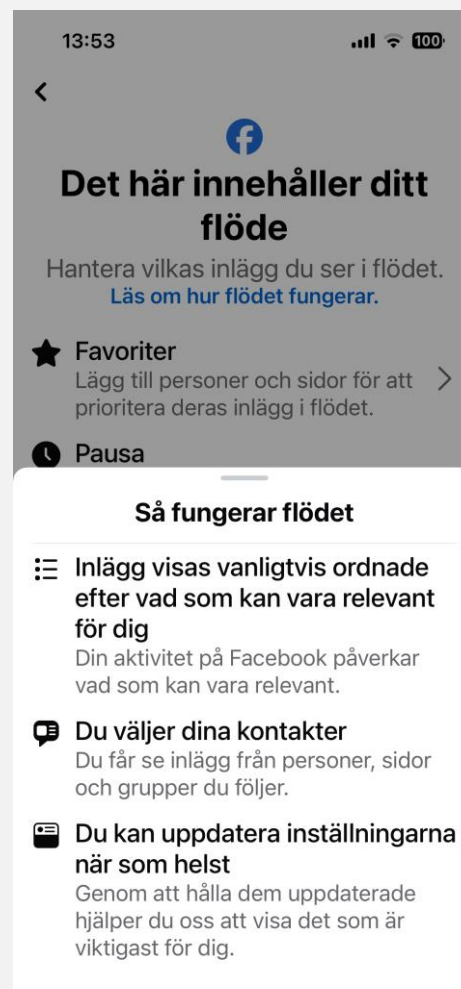 13:53
100
Det här innehåller ditt
flöde
Hantera vilkas inlägg du ser i flödet.
Läs om hur flödet fungerar.
Favoriter
Lägg till personer och sidor för att
prioritera deras inlägg i flödet.
Pausa
Så fungerar flödet
Inlägg visas vanligtvis ordnade
efter vad som kan vara relevant
för dig
Din aktivitet på Facebook påverkar
vad som kan vara relevant.
Du väljer dina kontakter
Du får se inlägg från personer, sidor
och grupper du följer.
Du kan uppdatera inställningarna
när som helst
Genom att hålla dem uppdaterade
hjälper du oss att visa det som är
viktigast för dig.